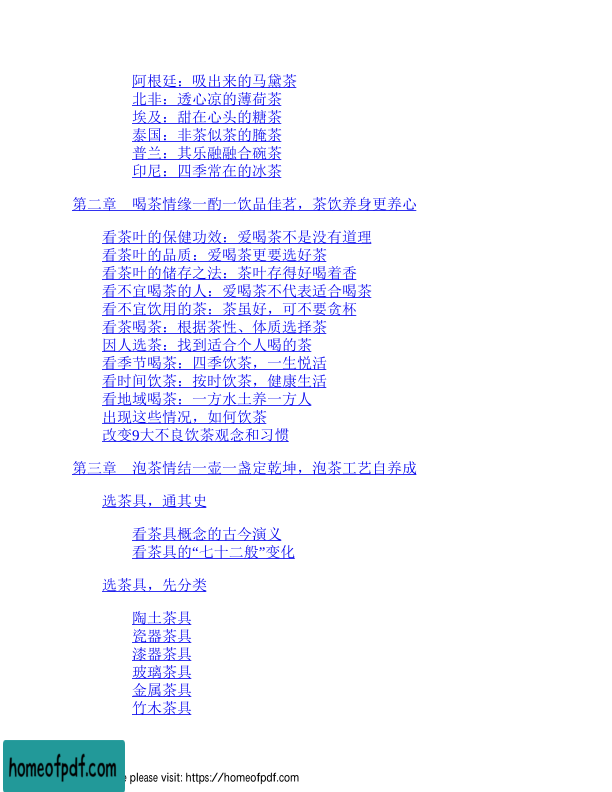 阿根廷：吸出来的马黛茶
北非：透心凉的薄荷茶
埃及：甜在心头的糖茶
泰国：非茶似茶的腌茶
普兰：其乐融融合碗茶
印尼：四季常在的冰茶
第二章　喝茶情缘一酌一饮品佳茗，茶饮养身更养心
看茶叶的保健功效：爱喝茶不是没有道理
看茶叶的品质：爱喝茶更要选好茶
看茶叶的储存之法：茶叶存得好喝着香
看不宜喝茶的人：爱喝茶不代表适合喝茶
看不宜饮用的茶：茶虽好，可不要贪杯
看茶喝茶：根据茶性、体质选择茶
因人选茶：找到适合个人喝的茶
看季节喝茶：四季饮茶，一生悦活
看时间饮茶：按时饮茶，健康生活
看地域喝茶：一方水土养一方人
出现这些情况，如何饮茶
改变9大不良饮茶观念和习惯
第三章　泡茶情结一壶一盏定乾坤，泡茶工艺自养成
选茶具，通其史
看茶具概念的古今演义
看茶具的“七十二般”变化
选茶具，先分类
陶土茶具
瓷器茶具
漆器茶具
玻璃茶具
金属茶具
竹木茶具
homeofpdf.com
please visit: https://homeofpdf.com